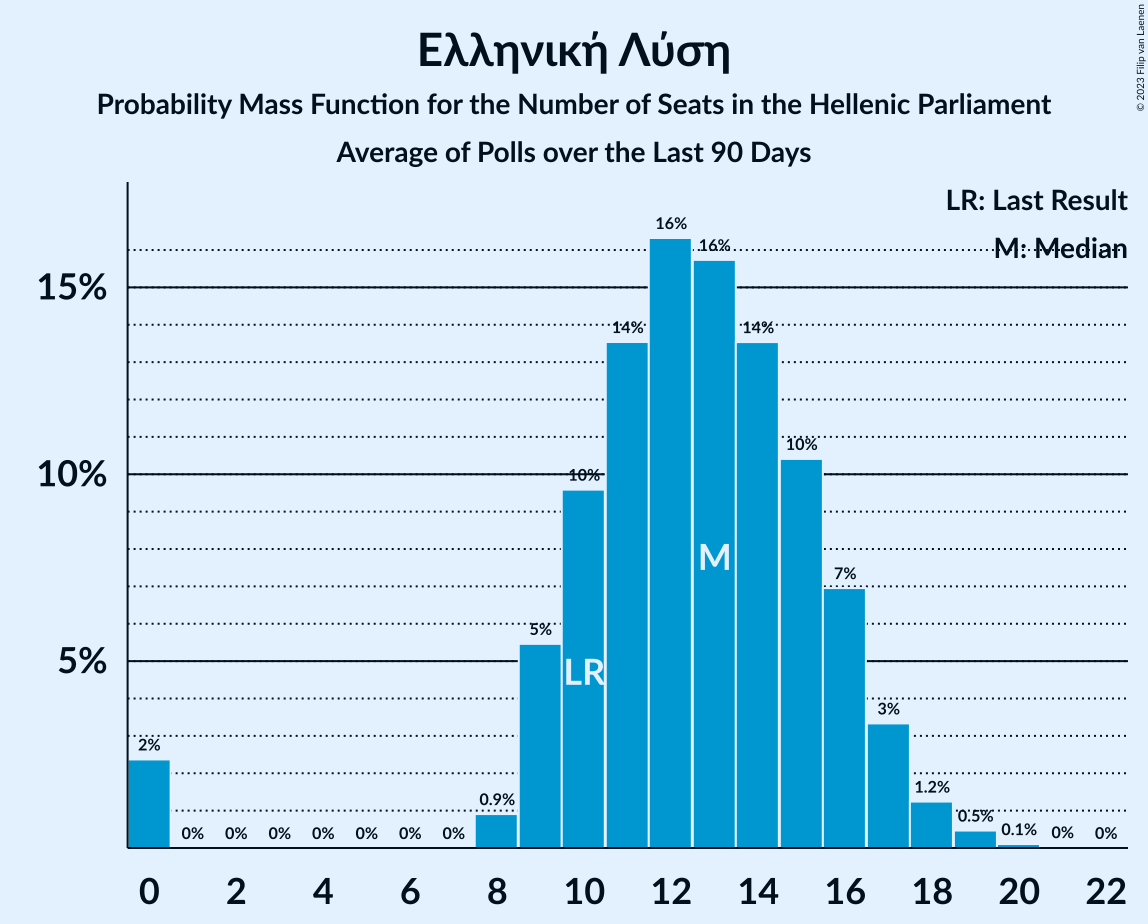 Ελληνική Λύση
Probability Mass Function for the Number of Seats in the Hellenic Parliament
Average of Polls over the Last 90 Days
© 2023 Filip van Laenen
LR: Last Result
M: Median
15%
10%
5%
2%
0%
0%
0%
0%
0%
0%
0%
0.9%
5%
10%
14%
16%
16%
14%
10%
7%
3%
1.2%
0.5%
0.1%
0%
0%
LR
M
0 2 4 6 8 10 12 14 16 18 20 22